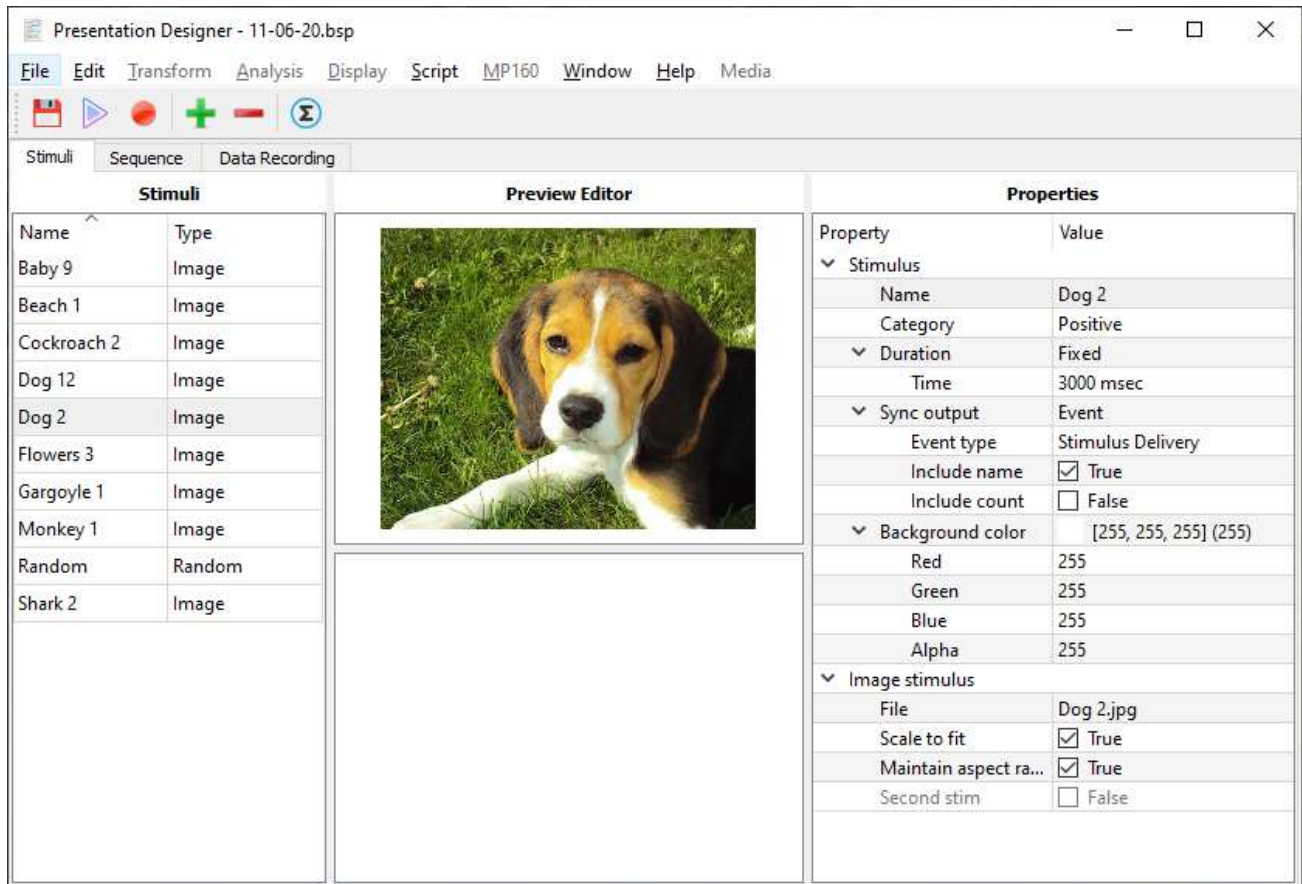 Presentation Designer - 11-06-20.bsp
File Edit Transform Analysis Display Script MP160 Window Help Media
Σ
Stimuli Sequence Data Recording
Stimuli
Name Type
Baby 9 Image
Beach 1 Image
Cockroach 2 Image
Dog 12 Image
Dog 2 Image
Flowers 3 Image
Gargoyle 1 Image
Monkey 1 Image
Random Random
Shark 2 Image
Preview Editor
Properties
Property Value
Stimulus
Name Dog 2
Category Positive
Duration Fixed
Time 3000 msec
Sync output Event
Event type Stimulus Delivery
Include name True
Include count False
Background color [255, 255, 255] (255)
Red 255
Green 255
Blue 255
Alpha 255
Image stimulus
File Dog 2.jpg
Scale to fit True
Maintain aspect ra... True
Second stim False